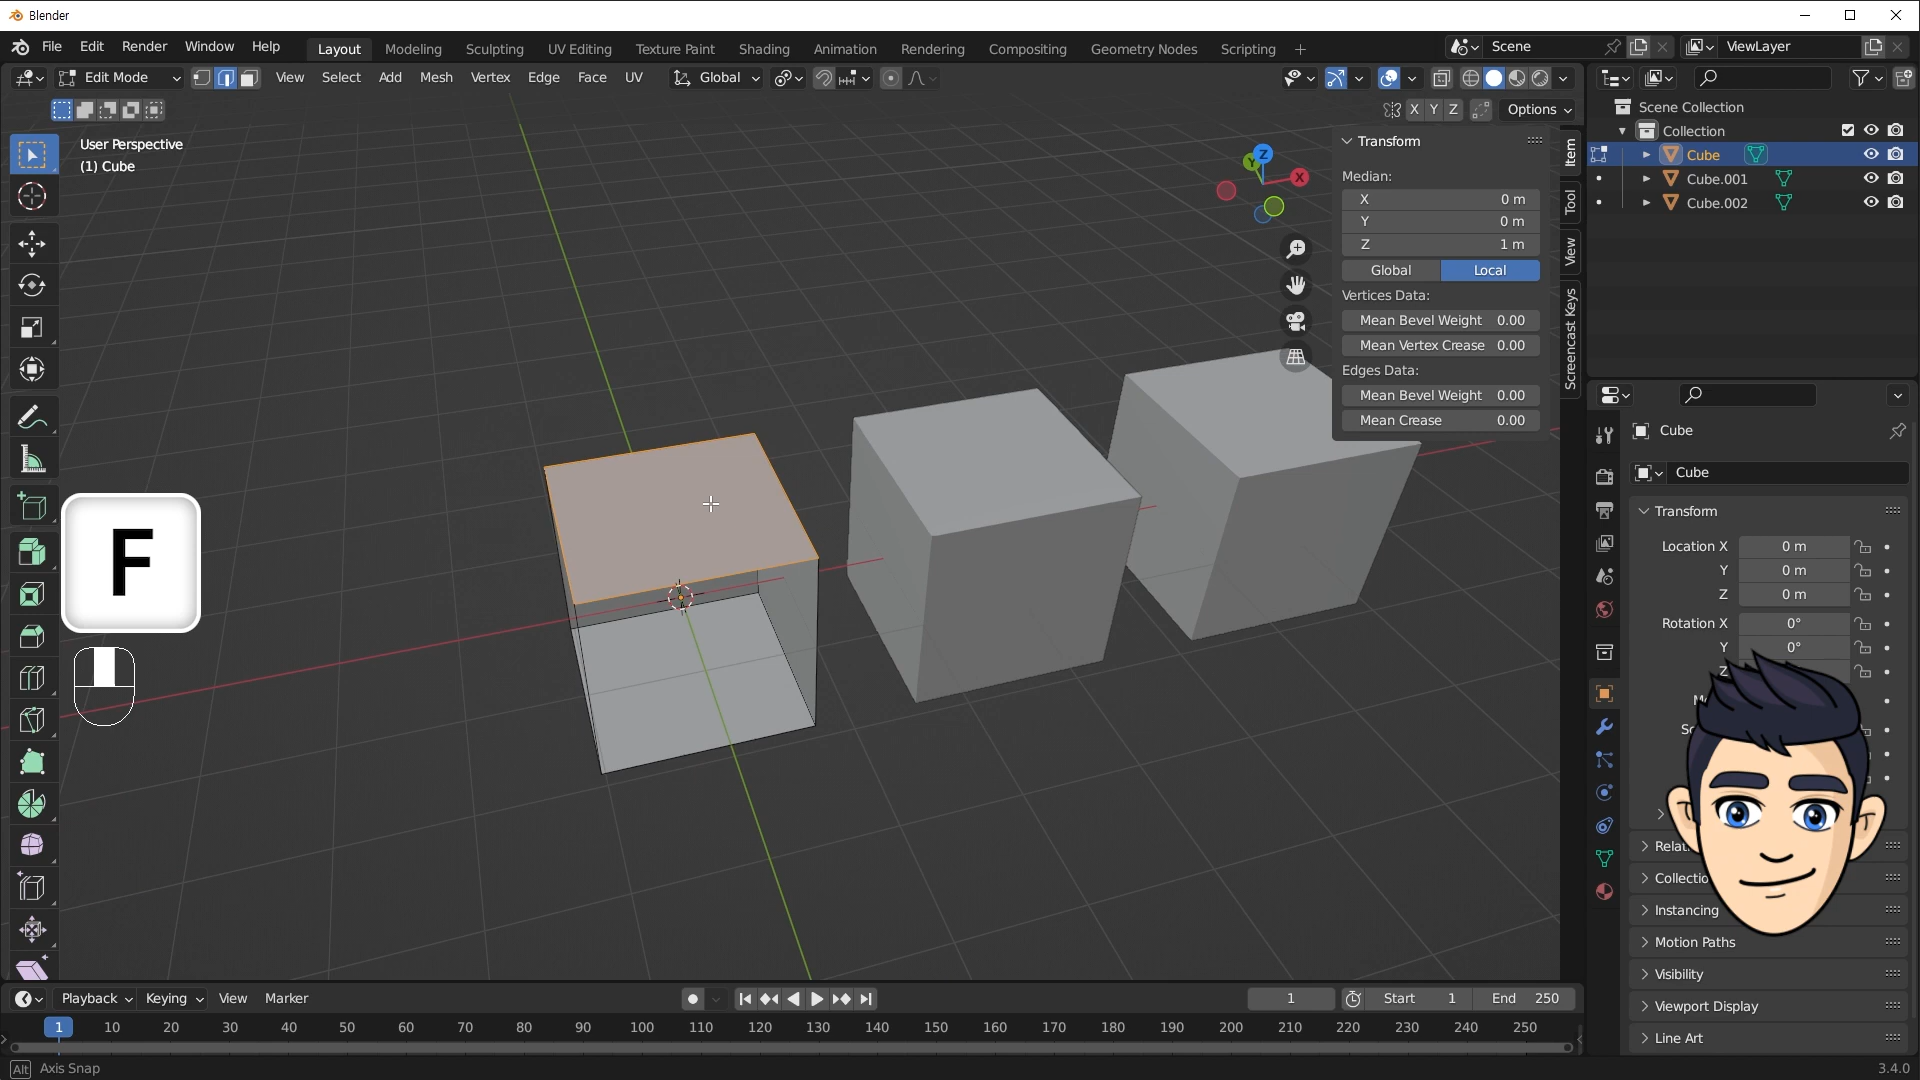 Blender
File Edit Render Window Help
Layout Modeling Sculpting UV Editing Texture Paint Shading Animation Rendering Compositing Geometry Nodes Scripting +
Scene
ViewLayer
Edit Mode
View Select Add Mesh Vertex Edge Face UV
Global
X Y Z
Options
User Perspective
(1) Cube
Z
Y
X
Transform
Median:
X 0 m
Y 0 m
Z 1 m
Global Local
Vertices Data:
Mean Bevel Weight 0.00
Mean Vertex Crease 0.00
Edges Data:
Mean Bevel Weight 0.00
Mean Crease 0.00
Item
Tool
View
Screencast Keys
Scene Collection
Collection
Cube
Cube.001
Cube.002
F
Cube
Cube
Transform
Location X 0 m
Y 0 m
Z 0 m
Rotation X 0°
Y 0°
Z
Instancing
Motion Paths
Visibility
Viewport Display
Line Art
Playback Keying View Marker
1
Start 1
End 250
1 10 20 30 40 50 60 70 80 90 100 110 120 130 140 150 160 170 180 190 200 210 220 230 240 250
Alt Axis Snap
3.4.0